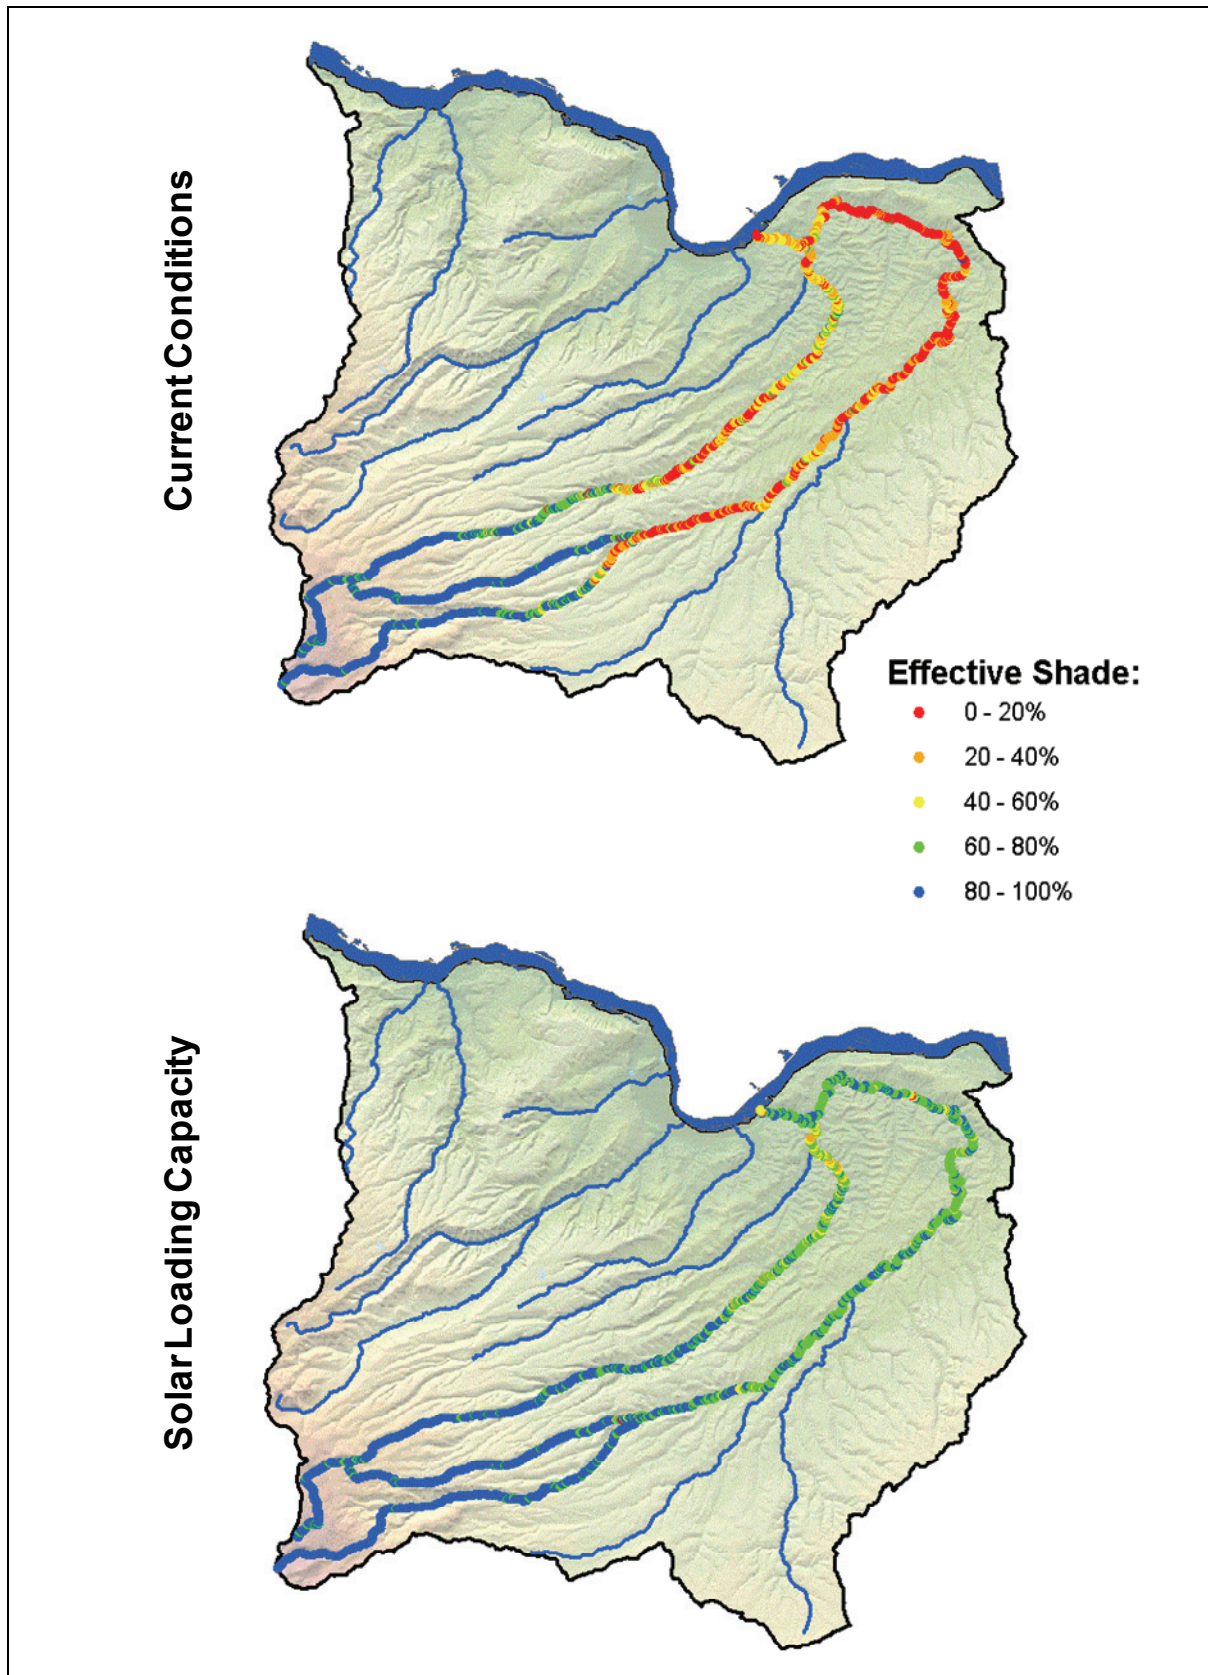 Current Conditions
Effective Shade:
0 - 20%
20 - 40%
40 - 60%
60 - 80%
80 - 100%
Solar Loading Capacity